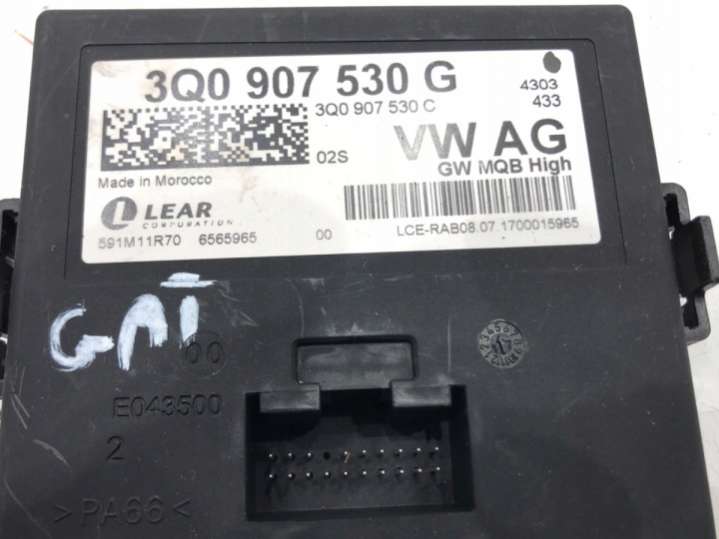 3Q0 907 530 G
4303
3Q0 907 530 C
433
02S
VW AG
GW MQB High
Made in Morocco
LEAR
CORPORATION
591M11R70 6565965 00
LCE-RAB08.07.1700015965
GAI
00
E043500
2
>PA66<